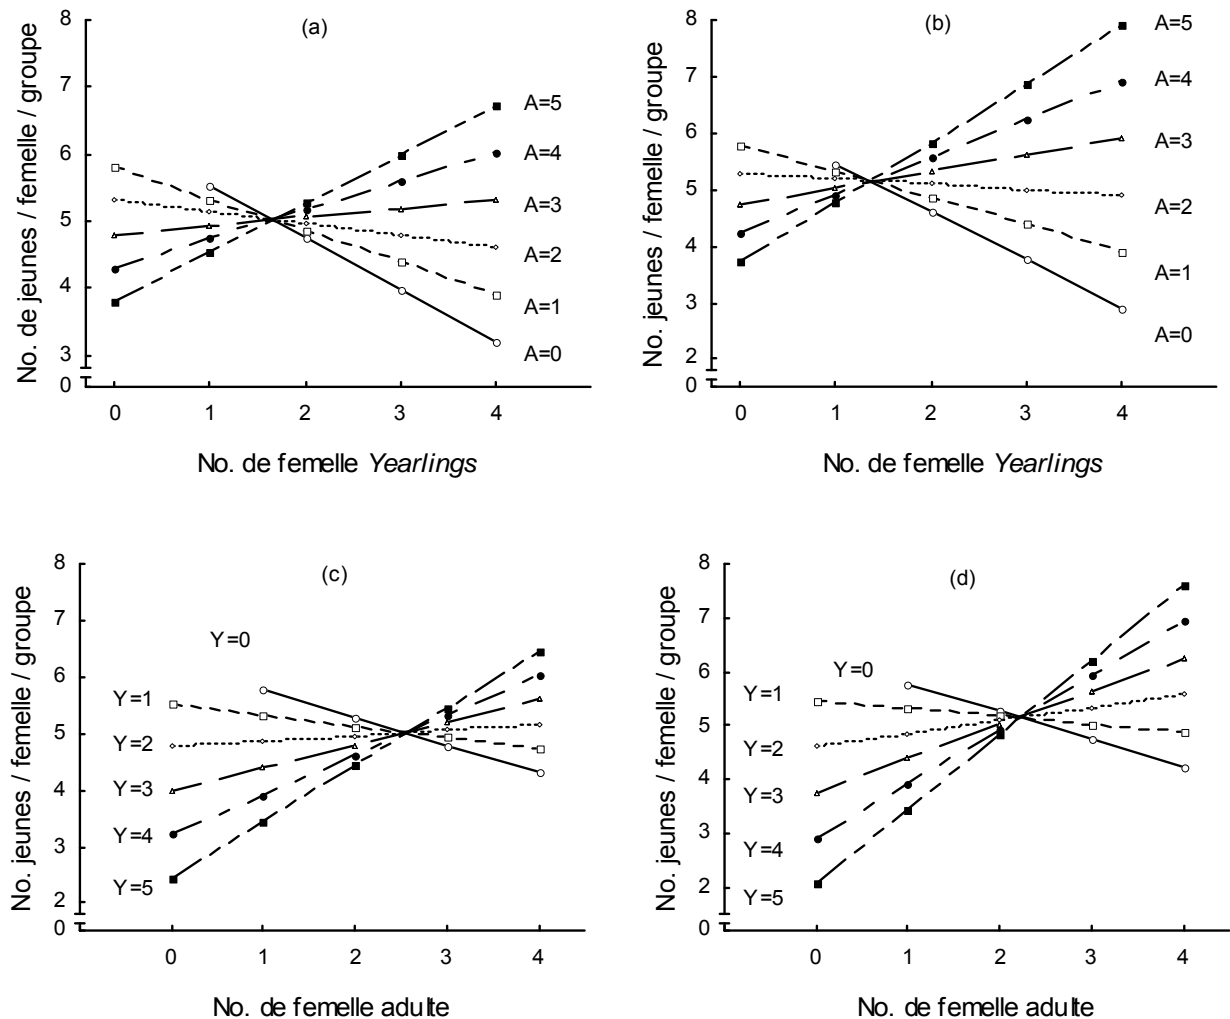 (a)
No. de jeunes / femelle / groupe
8
7
6
5
4
3
0
A=5
A=4
A=3
A=2
A=1
A=0
0 1 2 3 4
No. de femelle Yearlings
(b)
No. jeunes / femelle / groupe
8
7
6
5
4
3
2
0
A=5
A=4
A=3
A=2
A=1
A=0
0 1 2 3 4
No. de femelle Yearlings
(c)
No. jeunes / femelle / groupe
8
7
6
5
4
3
2
0
Y=0
Y=1
Y=2
Y=3
Y=4
Y=5
0 1 2 3 4
No. de femelle adulte
(d)
No. jeunes / femelle / groupe
8
7
6
5
4
3
2
0
Y=0
Y=1
Y=2
Y=3
Y=4
Y=5
0 1 2 3 4
No. de femelle adulte